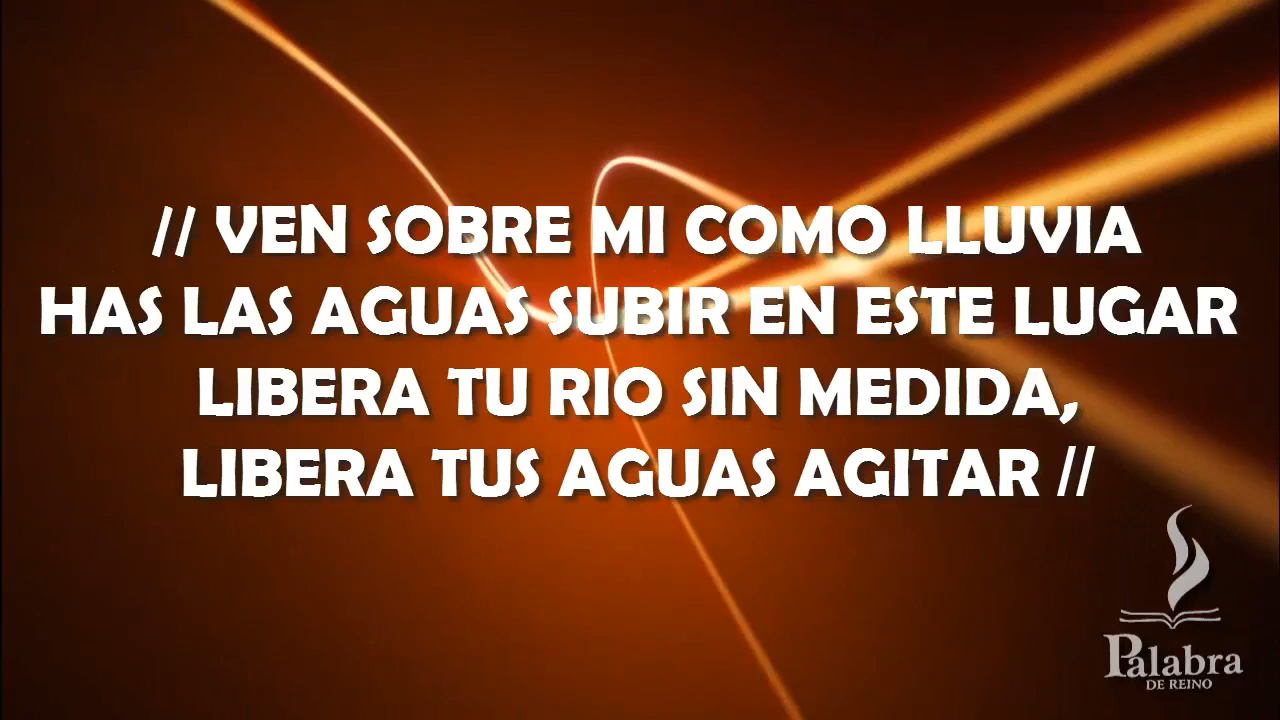 // VEN SOBRE MI COMO LLUVIA
HAS LAS AGUAS SUBIR EN ESTE LUGAR
LIBERA TU RIO SIN MEDIDA,
LIBERA TUS AGUAS AGITAR //
Palabra
DE REINO